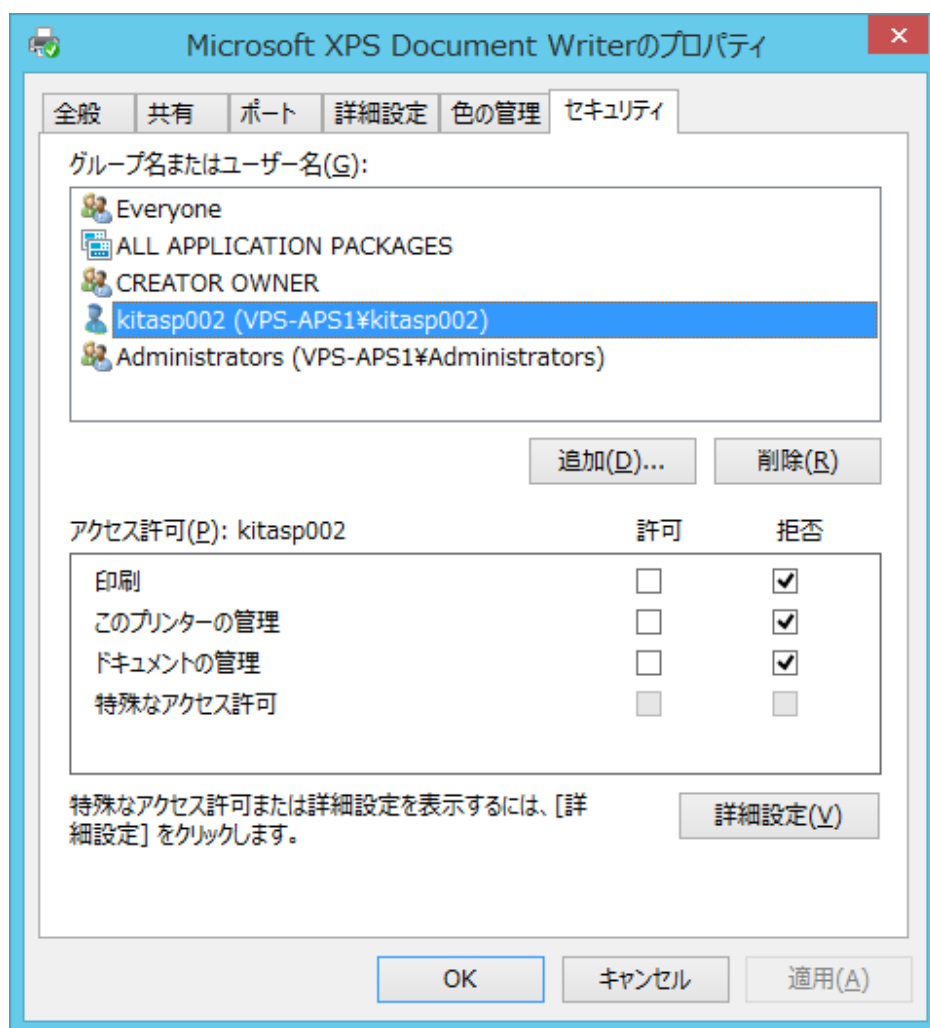 Microsoft XPS Document Writerのプロパティ
×
全般 共有 ポート 詳細設定 色の管理 セキュリティ
グループ名またはユーザー名(G):
Everyone
ALL APPLICATION PACKAGES
CREATOR OWNER
kitasp002 (VPS-APS1¥kitasp002)
Administrators (VPS-APS1¥Administrators)
追加(D)... 削除(R)
アクセス許可(P): kitasp002 許可 拒否
印刷
このプリンターの管理
ドキュメントの管理
特殊なアクセス許可
特殊なアクセス許可または詳細設定を表示するには、[詳
細設定] をクリックします。
詳細設定(V)
OK キャンセル 適用(A)